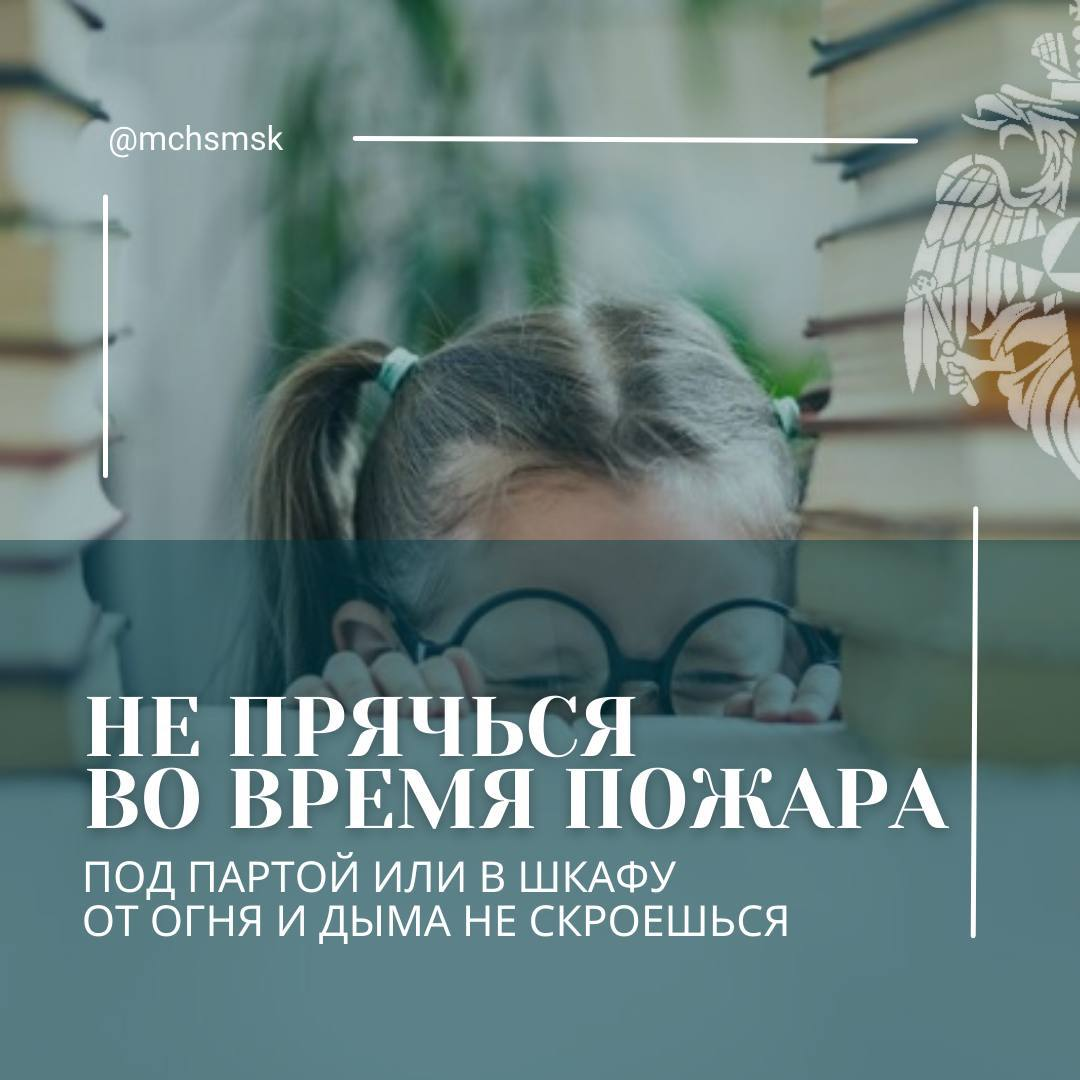 @mchsmsk
НЕ ПРЯЧЬСЯ
ВО ВРЕМЯ ПОЖАРА
ПОД ПАРТОЙ ИЛИ В ШКАФУ
ОТ ОГНЯ И ДЫМА НЕ СКРОЕШЬСЯ